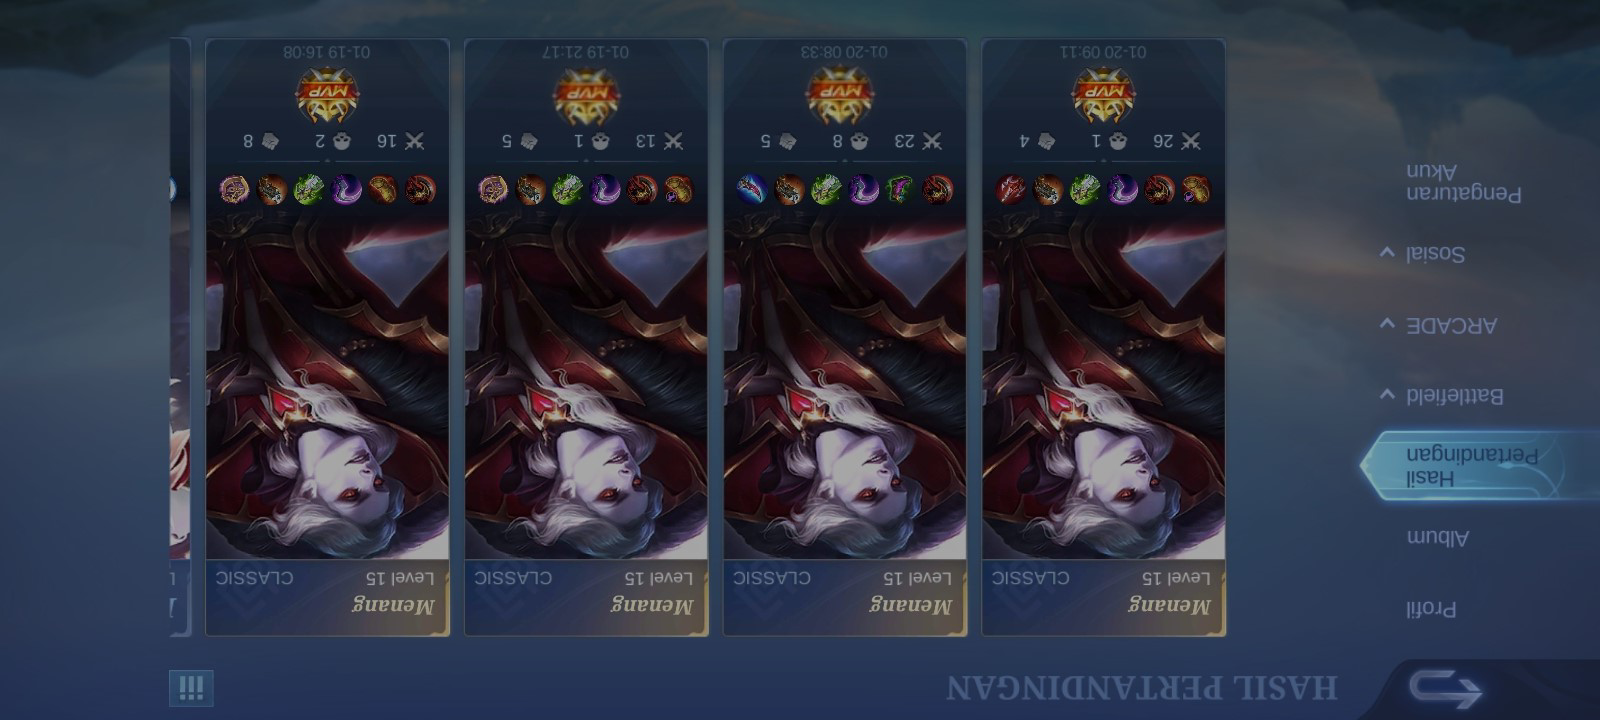 HASIL PERTANDINGAN
Profil
Album
Hasil
Pertandingan
Battlefield
ARCADE
Sosial
Pengaturan
Akun
Menang
Level 15
CLASSIC
26
1
4
MVP
01-20 09:11
Menang
Level 15
CLASSIC
23
8
5
MVP
01-20 08:33
Menang
Level 15
CLASSIC
13
1
5
MVP
01-19 21:17
Menang
Level 15
CLASSIC
16
2
8
MVP
01-19 16:08